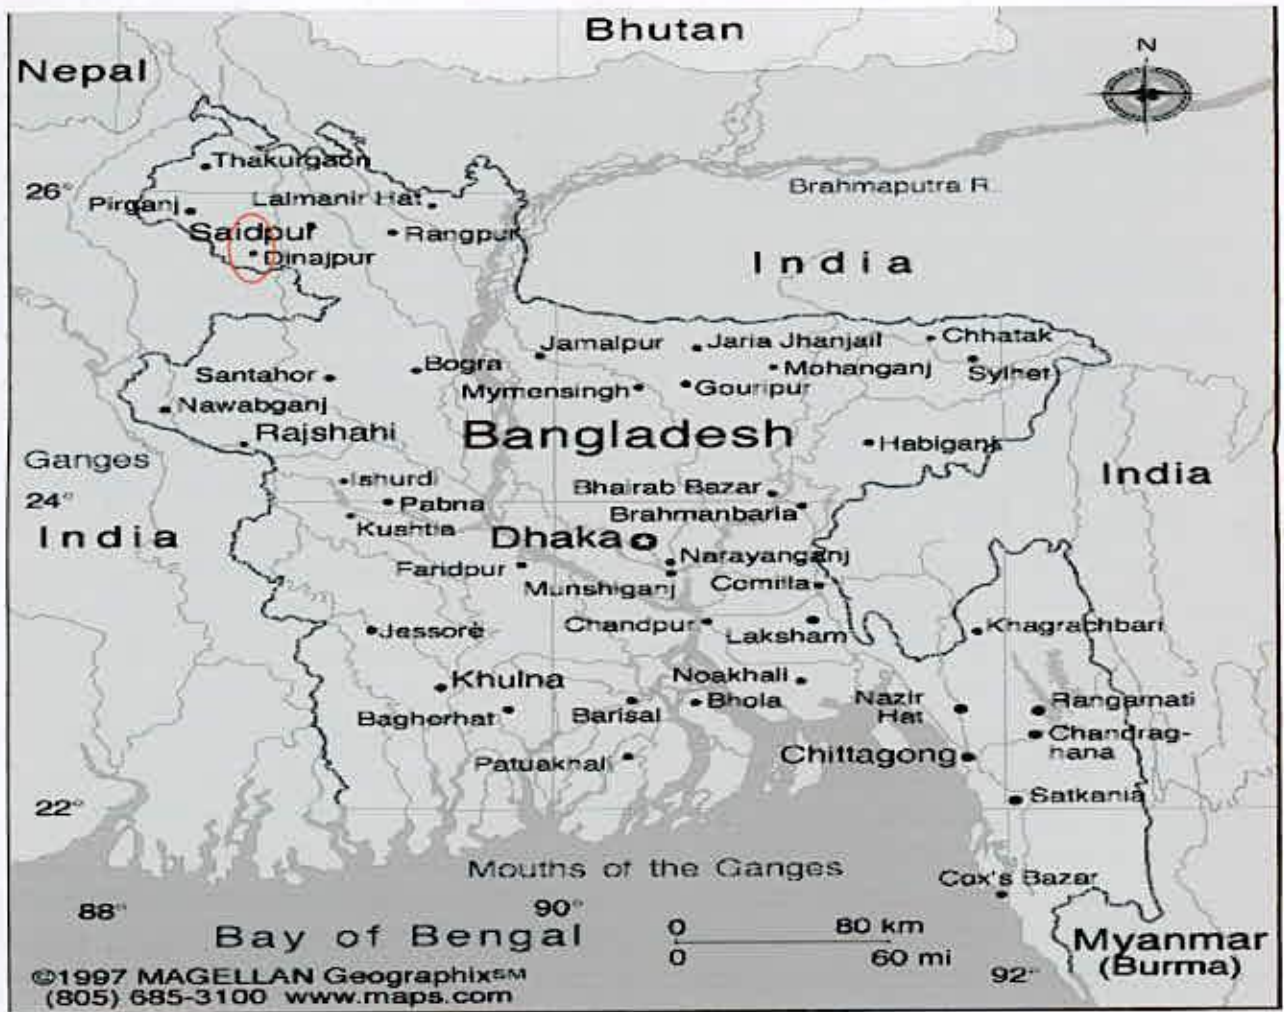 Bhutan
Nepal
N
Thakurgaon
26°
Brahmaputra R.
Pirganj
Lalmanir Hat
Saidpur
Rangpur
Dinajpur
India
Jamalpur
Jaria Jhanjail
Chhatak
Bogra
Mohanganj
Sylhet
Santahar
Mymensingh
Gouripur
Nawabganj
Rajshahi
Bangladesh
Habiganj
Ganges
Ishurdi
India
24°
Pabna
Bhairab Bazar
Kushtia
Brahmanbaria
India
Dhaka
Narayanganj
Faridpur
Munshiganj
Comilla
Jessore
Chandpur
Laksham
Khagrachbari
Khulna
Noakhali
Nazir
Hat
Rangamati
Bagherhat
Barisal
Bhola
Chandrag-
hana
Patuakhali
Chittagong
22°
Satkania
Mouths of the Ganges
Cox's Bazar
88°
90°
0 80 km
Bay of Bengal
0 60 mi
92°
Myanmar
(Burma)
©1997 MAGELLAN Geographix℠
(805) 685-3100 www.maps.com